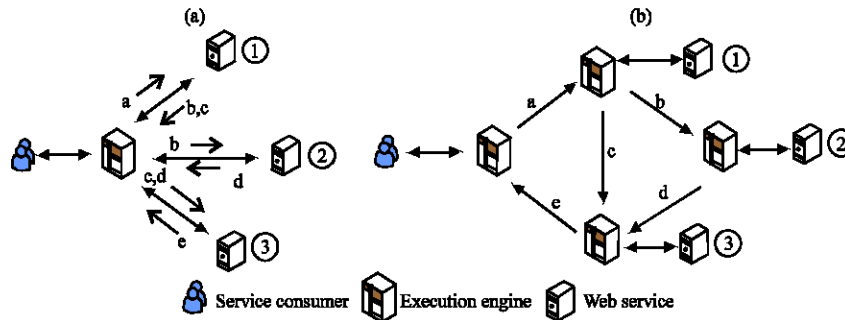 (a)
(b)
1
a
b,c
b
2
d
c,d
e
3
1
a
b
c
2
d
e
3
Service consumer Execution engine Web service